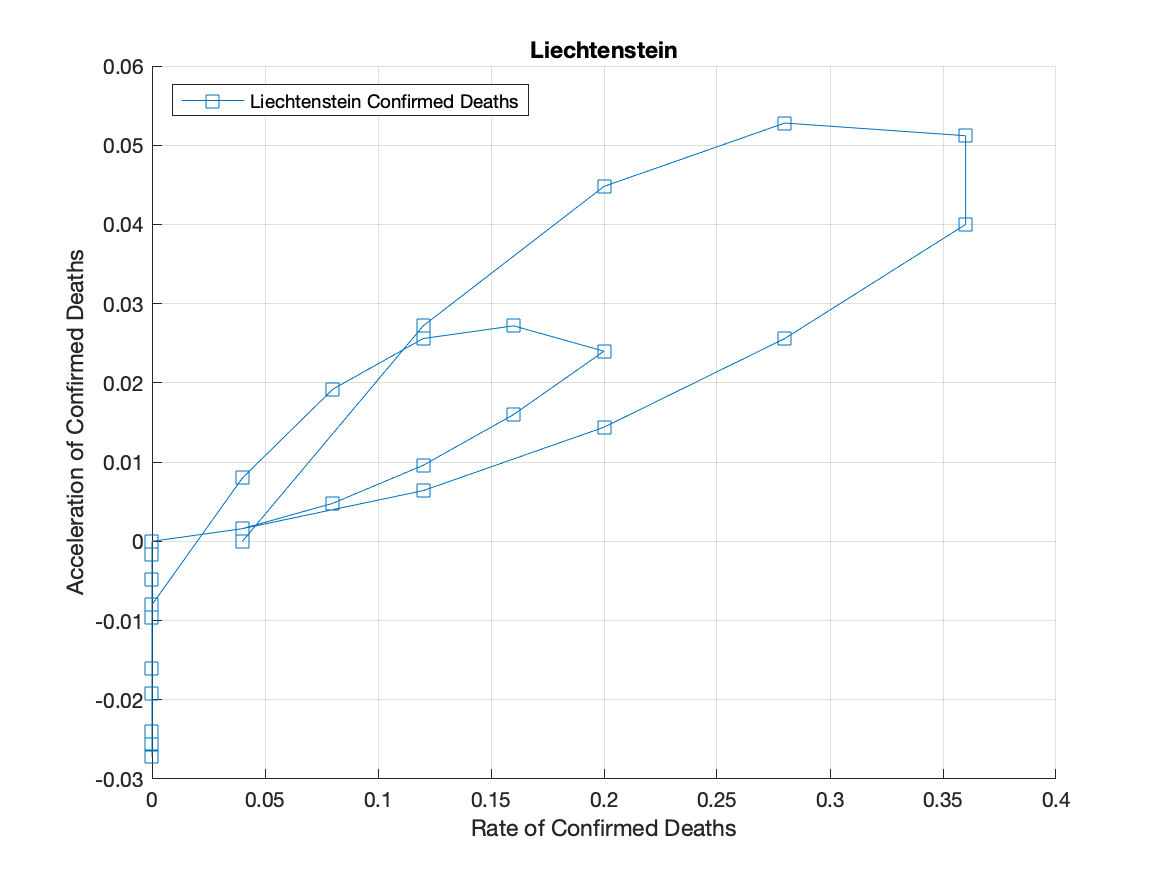 Liechtenstein
Liechtenstein Confirmed Deaths
Acceleration of Confirmed Deaths
0.06
0.05
0.04
0.03
0.02
0.01
0
-0.01
-0.02
-0.03
0 0.05 0.1 0.15 0.2 0.25 0.3 0.35 0.4
Rate of Confirmed Deaths